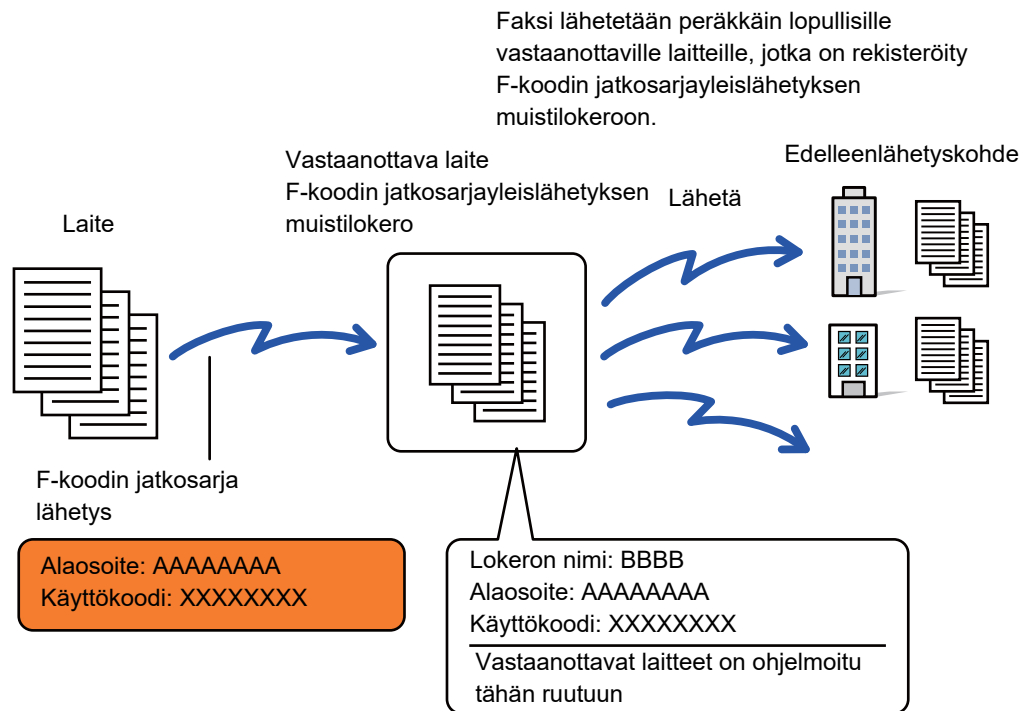 Faksi lähetetään peräkkäin lopullisille
vastaanottaville laitteille, jotka on rekisteröity
F-koodin jatkosarjayleislähetyksen
muistilokeroon.
Edelleenlähetyskohde
Vastaanottava laite
F-koodin jatkosarjayleislähetyksen
muistilokero
Lähetä
Laite
F-koodin jatkosarja
lähetys
Alaosoite: AAAAAAAA
Käyttökoodi: XXXXXXXX
Lokeron nimi: BBBB
Alaosoite: AAAAAAAA
Käyttökoodi: XXXXXXXX
Vastaanottavat laitteet on ohjelmoitu
tähän ruutuun